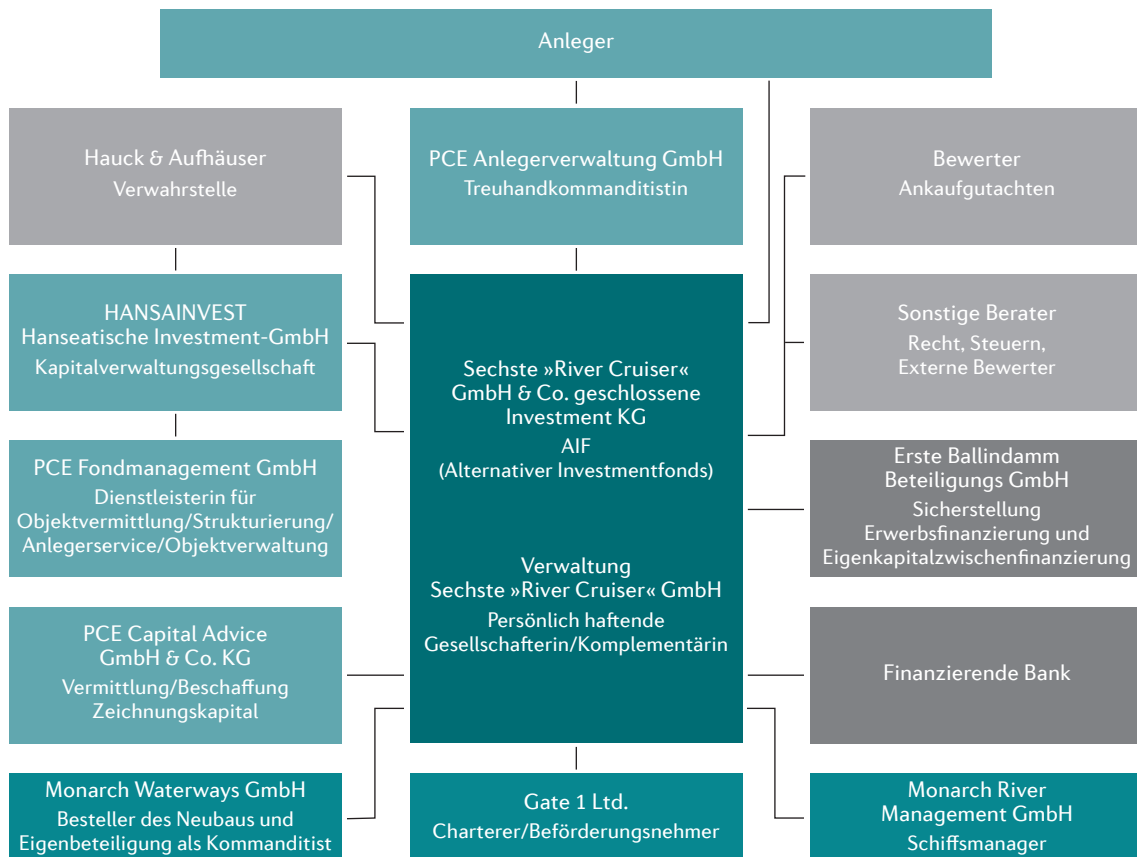 Anleger
Hauck & Aufhäuser
Verwahrstelle
PCE Anlegerverwaltung GmbH
Treuhandkommanditistin
Bewerter
Ankaufgutachten
HANSAINVEST
Hanseatische Investment-GmbH
Kapitalverwaltungsgesellschaft
Sechste »River Cruiser«
GmbH & Co. geschlossene
Investment KG
AIF
(Alternativer Investmentfonds)
Verwaltung
Sechste »River Cruiser« GmbH
Persönlich haftende
Gesellschafterin/Komplementärin
Sonstige Berater
Recht, Steuern,
Externe Bewerter
PCE Fondmanagement GmbH
Dienstleisterin für
Objektvermittlung/Strukturierung/
Anlegerservice/Objektverwaltung
Erste Ballindamm
Beteiligungs GmbH
Sicherstellung
Erwerbsfinanzierung und
Eigenkapitalzwischenfinanzierung
PCE Capital Advice
GmbH & Co. KG
Vermittlung/Beschaffung
Zeichnungskapital
Finanzierende Bank
Monarch Waterways GmbH
Besteller des Neubaus und
Eigenbeteiligung als Kommanditist
Gate 1 Ltd.
Charterer/Beförderungsnehmer
Monarch River
Management GmbH
Schiffsmanager